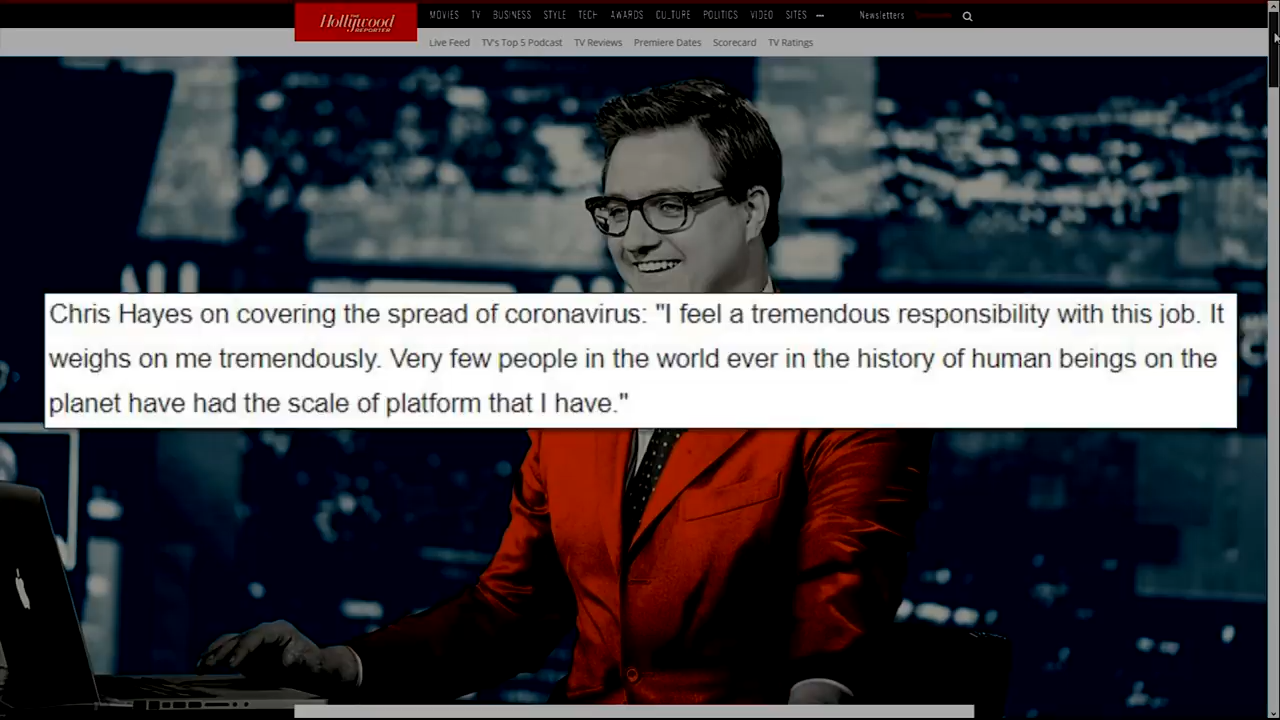 THE
Hollywood
REPORTER
MOVIES TV BUSINESS STYLE TECH AWARDS CULTURE POLITICS VIDEO SITES ••• Newsletters
Live Feed TV's Top 5 Podcast TV Reviews Premiere Dates Scorecard TV Ratings
Chris Hayes on covering the spread of coronavirus: "I feel a tremendous responsibility with this job. It
weighs on me tremendously. Very few people in the world ever in the history of human beings on the
planet have had the scale of platform that I have."